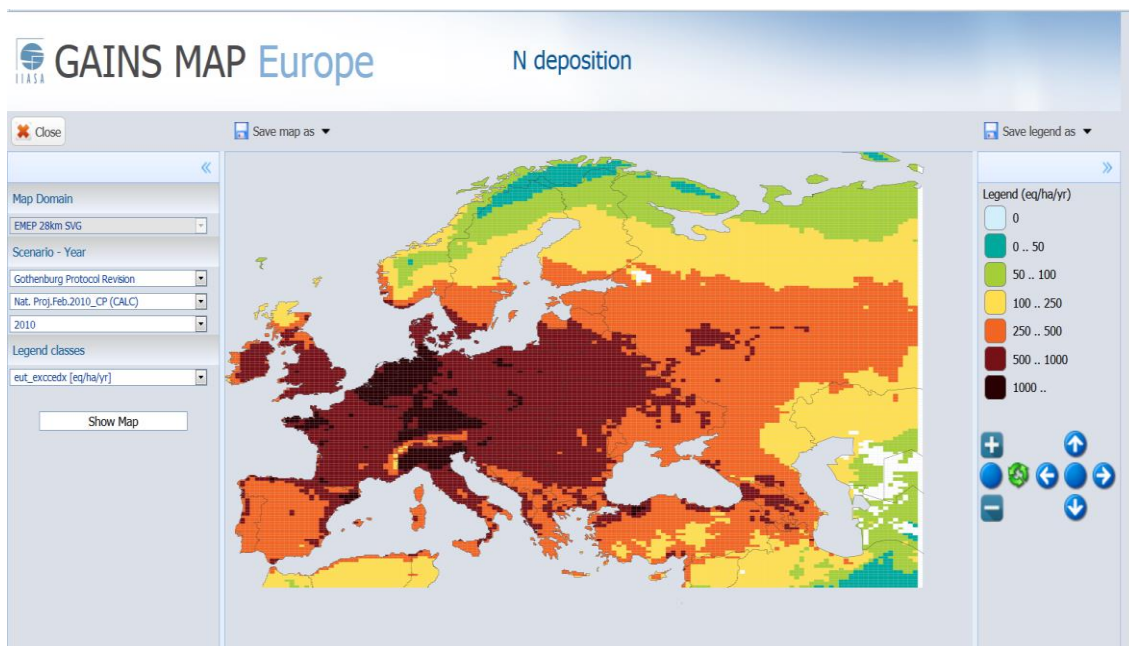 IIASA
GAINS MAP Europe
N deposition
Close
Save map as
Save legend as
«
»
Map Domain
EMEP 28km SVG
Scenario - Year
Gothenburg Protocol Revision
Nat. Proj.Feb.2010_CP (CALC)
2010
Legend classes
eut_exccedx [eq/ha/yr]
Show Map
Legend (eq/ha/yr)
0
0 .. 50
50 .. 100
100 .. 250
250 .. 500
500 .. 1000
1000 ..